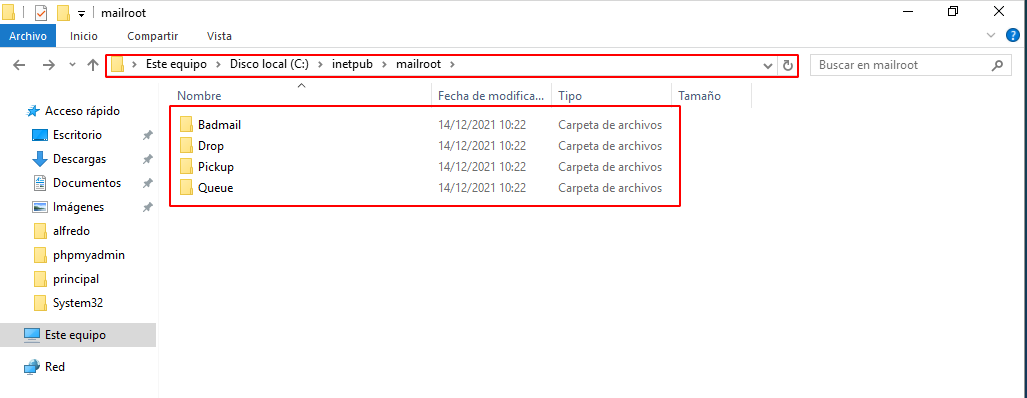 mailroot
Archivo Inicio Compartir Vista
Este equipo Disco local (C:) inetpub mailroot Buscar en mailroot
Nombre Fecha de modifica... Tipo Tamaño
Acceso rápido
Escritorio
Descargas
Documentos
Imágenes
alfredo
phpmyadmin
principal
System32
Este equipo
Red
Badmail 14/12/2021 10:22 Carpeta de archivos
Drop 14/12/2021 10:22 Carpeta de archivos
Pickup 14/12/2021 10:22 Carpeta de archivos
Queue 14/12/2021 10:22 Carpeta de archivos